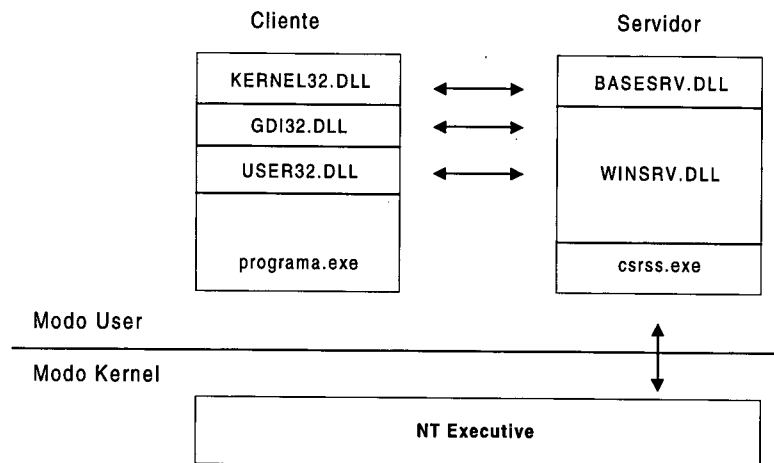 Cliente
Servidor
KERNEL32.DLL
BASESRV.DLL
GDI32.DLL
USER32.DLL
WINSRV.DLL
programa.exe
csrss.exe
Modo User
Modo Kernel
NT Executive